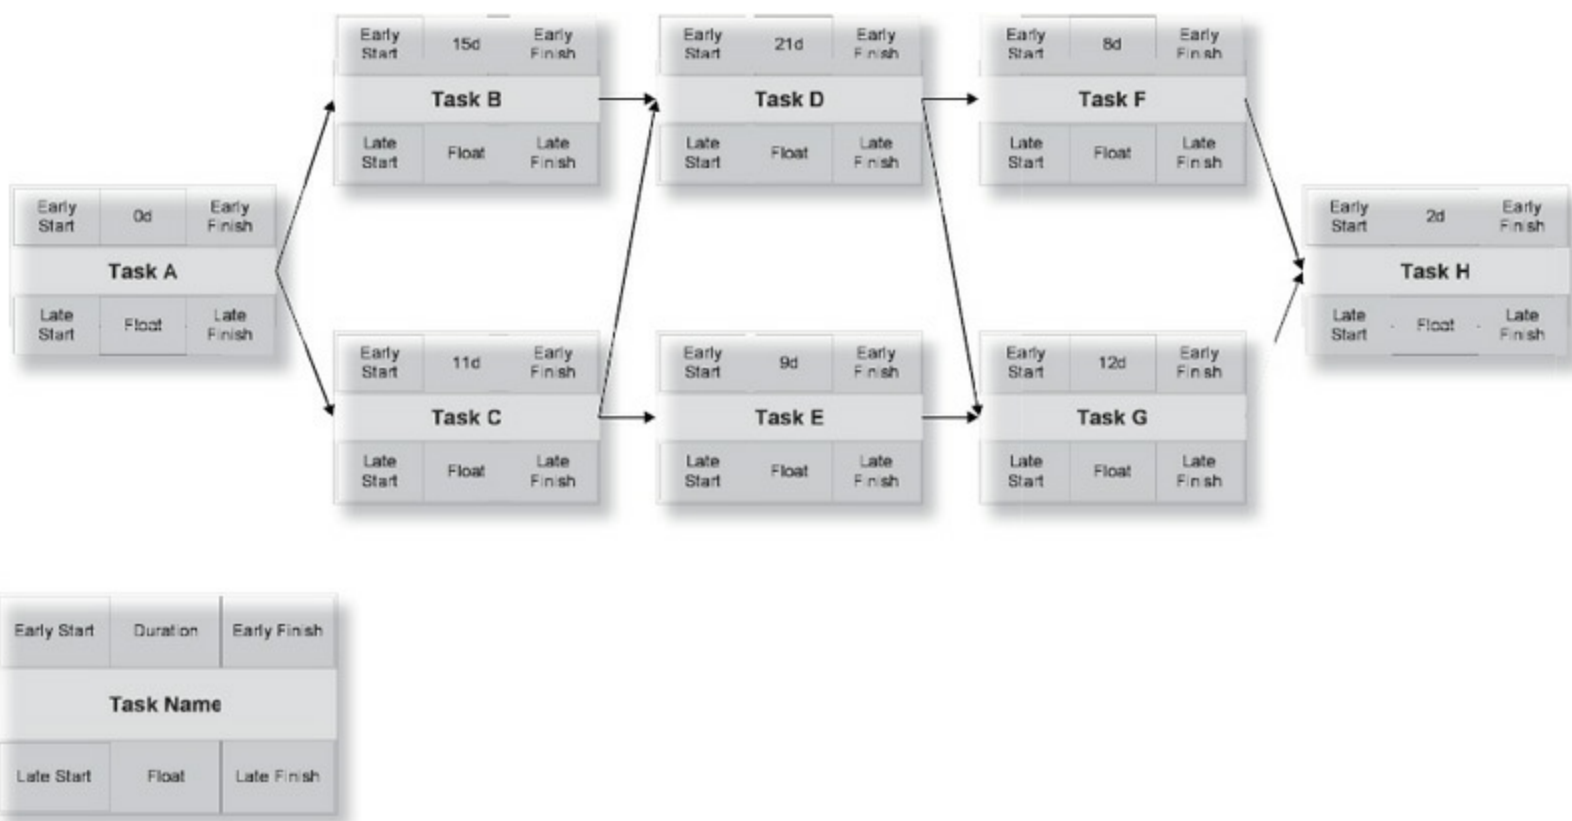 Early Start 15d Early Finish
Task B
Late Start Float Late Finish
Early Start 21d Early Finish
Task D
Late Start Float Late Finish
Early Start 8d Early Finish
Task F
Late Start Float Late Finish
Early Start 0d Early Finish
Task A
Late Start Float Late Finish
Early Start 2d Early Finish
Task H
Late Start Float Late Finish
Early Start 11d Early Finish
Task C
Late Start Float Late Finish
Early Start 9d Early Finish
Task E
Late Start Float Late Finish
Early Start 12d Early Finish
Task G
Late Start Float Late Finish
Early Start Duration Early Finish
Task Name
Late Start Float Late Finish